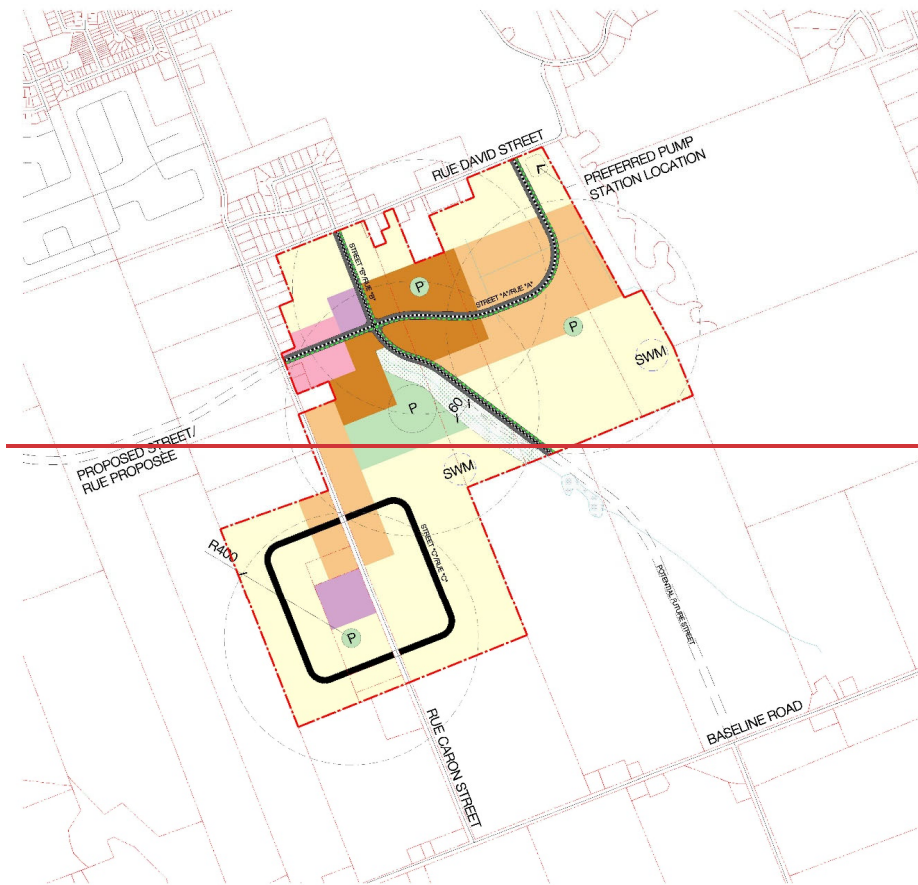 RUE DAVID STREET
PREFERRED PUMP
STATION LOCATION
STREET "B"/RUE "B"
P
STREET "A"/RUE "A"
P
SWM
P
60
PROPOSED STREET/
RUE PROPOSÉE
SWM
R400
STREET "C"/RUE "C"
POTENTIAL FUTURE STREET
P
BASELINE ROAD
RUE CARON STREET